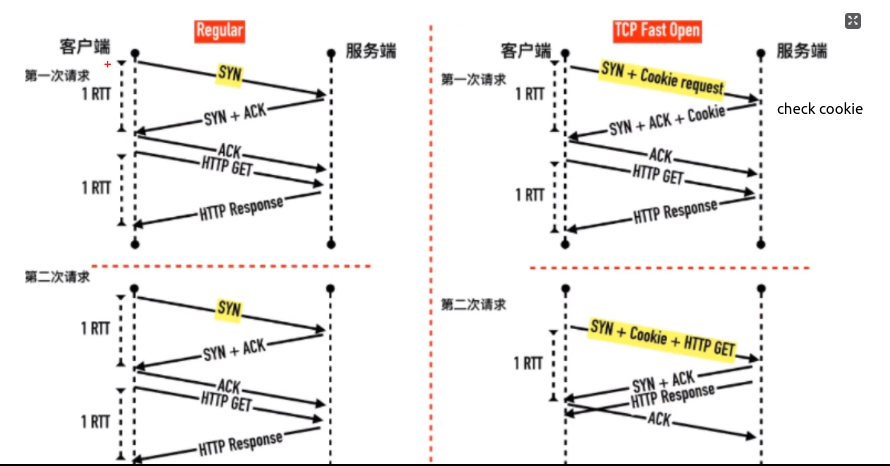 Regular
客户端
服务端
第一次请求
1 RTT
SYN
SYN + ACK
ACK
HTTP GET
1 RTT
HTTP Response
第二次请求
1 RTT
SYN
SYN + ACK
ACK
HTTP GET
1 RTT
HTTP Response
TCP Fast Open
客户端
服务端
第一次请求
1 RTT
SYN + Cookie request
check cookie
SYN + ACK + Cookie
ACK
HTTP GET
1 RTT
HTTP Response
第二次请求
SYN + Cookie + HTTP GET
1 RTT
SYN + ACK
HTTP Response
ACK